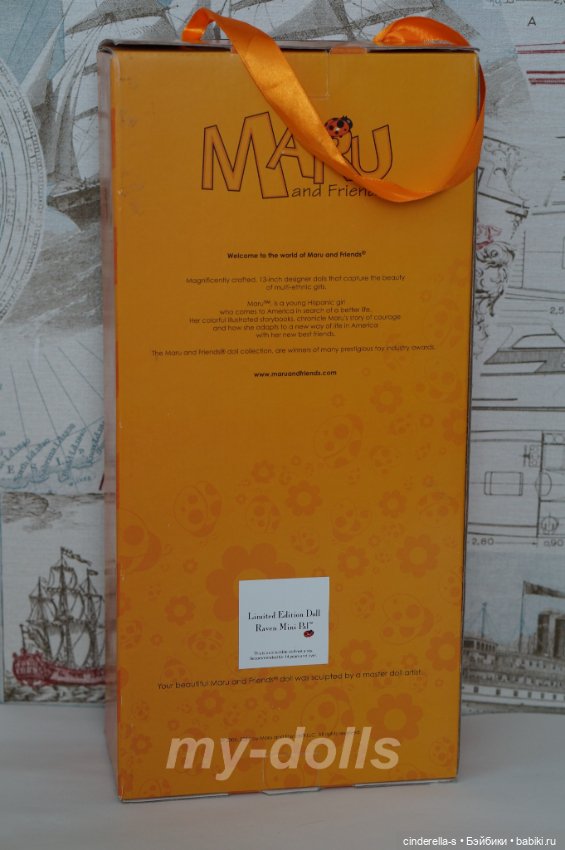 MARU
and Friends
Welcome to the world of Maru and Friends®
Magnificently crafted, 13-inch designer dolls that capture the beauty
of multi-ethnic girls.
Maru™, is a young Hispanic girl
who comes to America in search of a better life.
Her colorful illustrated storybooks, chronicle Maru's story of courage
and how she adapts to a new way of life in America
with her new best friends.
The Maru and Friends® doll collection, are winners of many prestigious toy industry awards.
www.maruandfriends.com
Limited Edition Doll
Raven Mini Pal™
Your beautiful Maru and Friends® doll was sculpted by a master doll artist.
my-dolls
A
2,80
0,90
cinderella-s • Бэйбики • babiki.ru